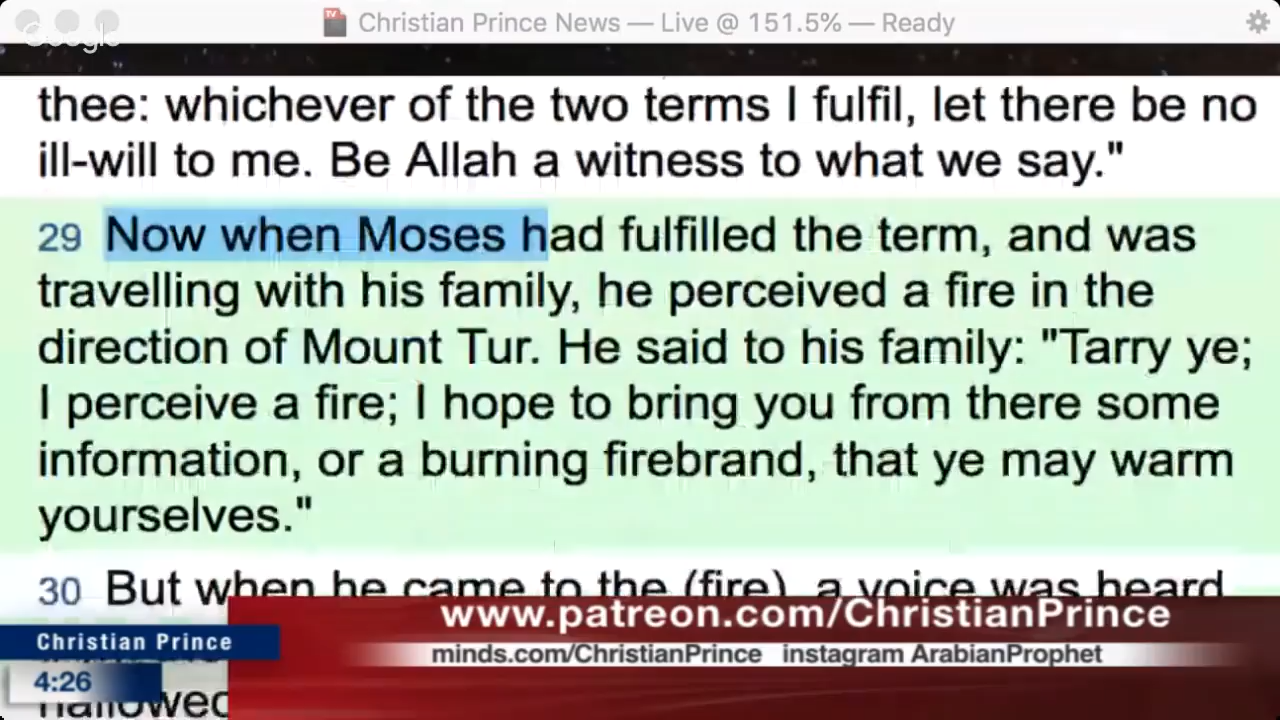 Christian Prince News — Live @ 151.5% — Ready
Google
thee: whichever of the two terms I fulfil, let there be no
ill-will to me. Be Allah a witness to what we say."
29 Now when Moses had fulfilled the term, and was
travelling with his family, he perceived a fire in the
direction of Mount Tur. He said to his family: "Tarry ye;
I perceive a fire; I hope to bring you from there some
information, or a burning firebrand, that ye may warm
yourselves."
30 But when he came to the (fire), a voice was heard
www.patreon.com/ChristianPrince
Christian Prince
minds.com/ChristianPrince instagram ArabianProphet
4:26
hallowed